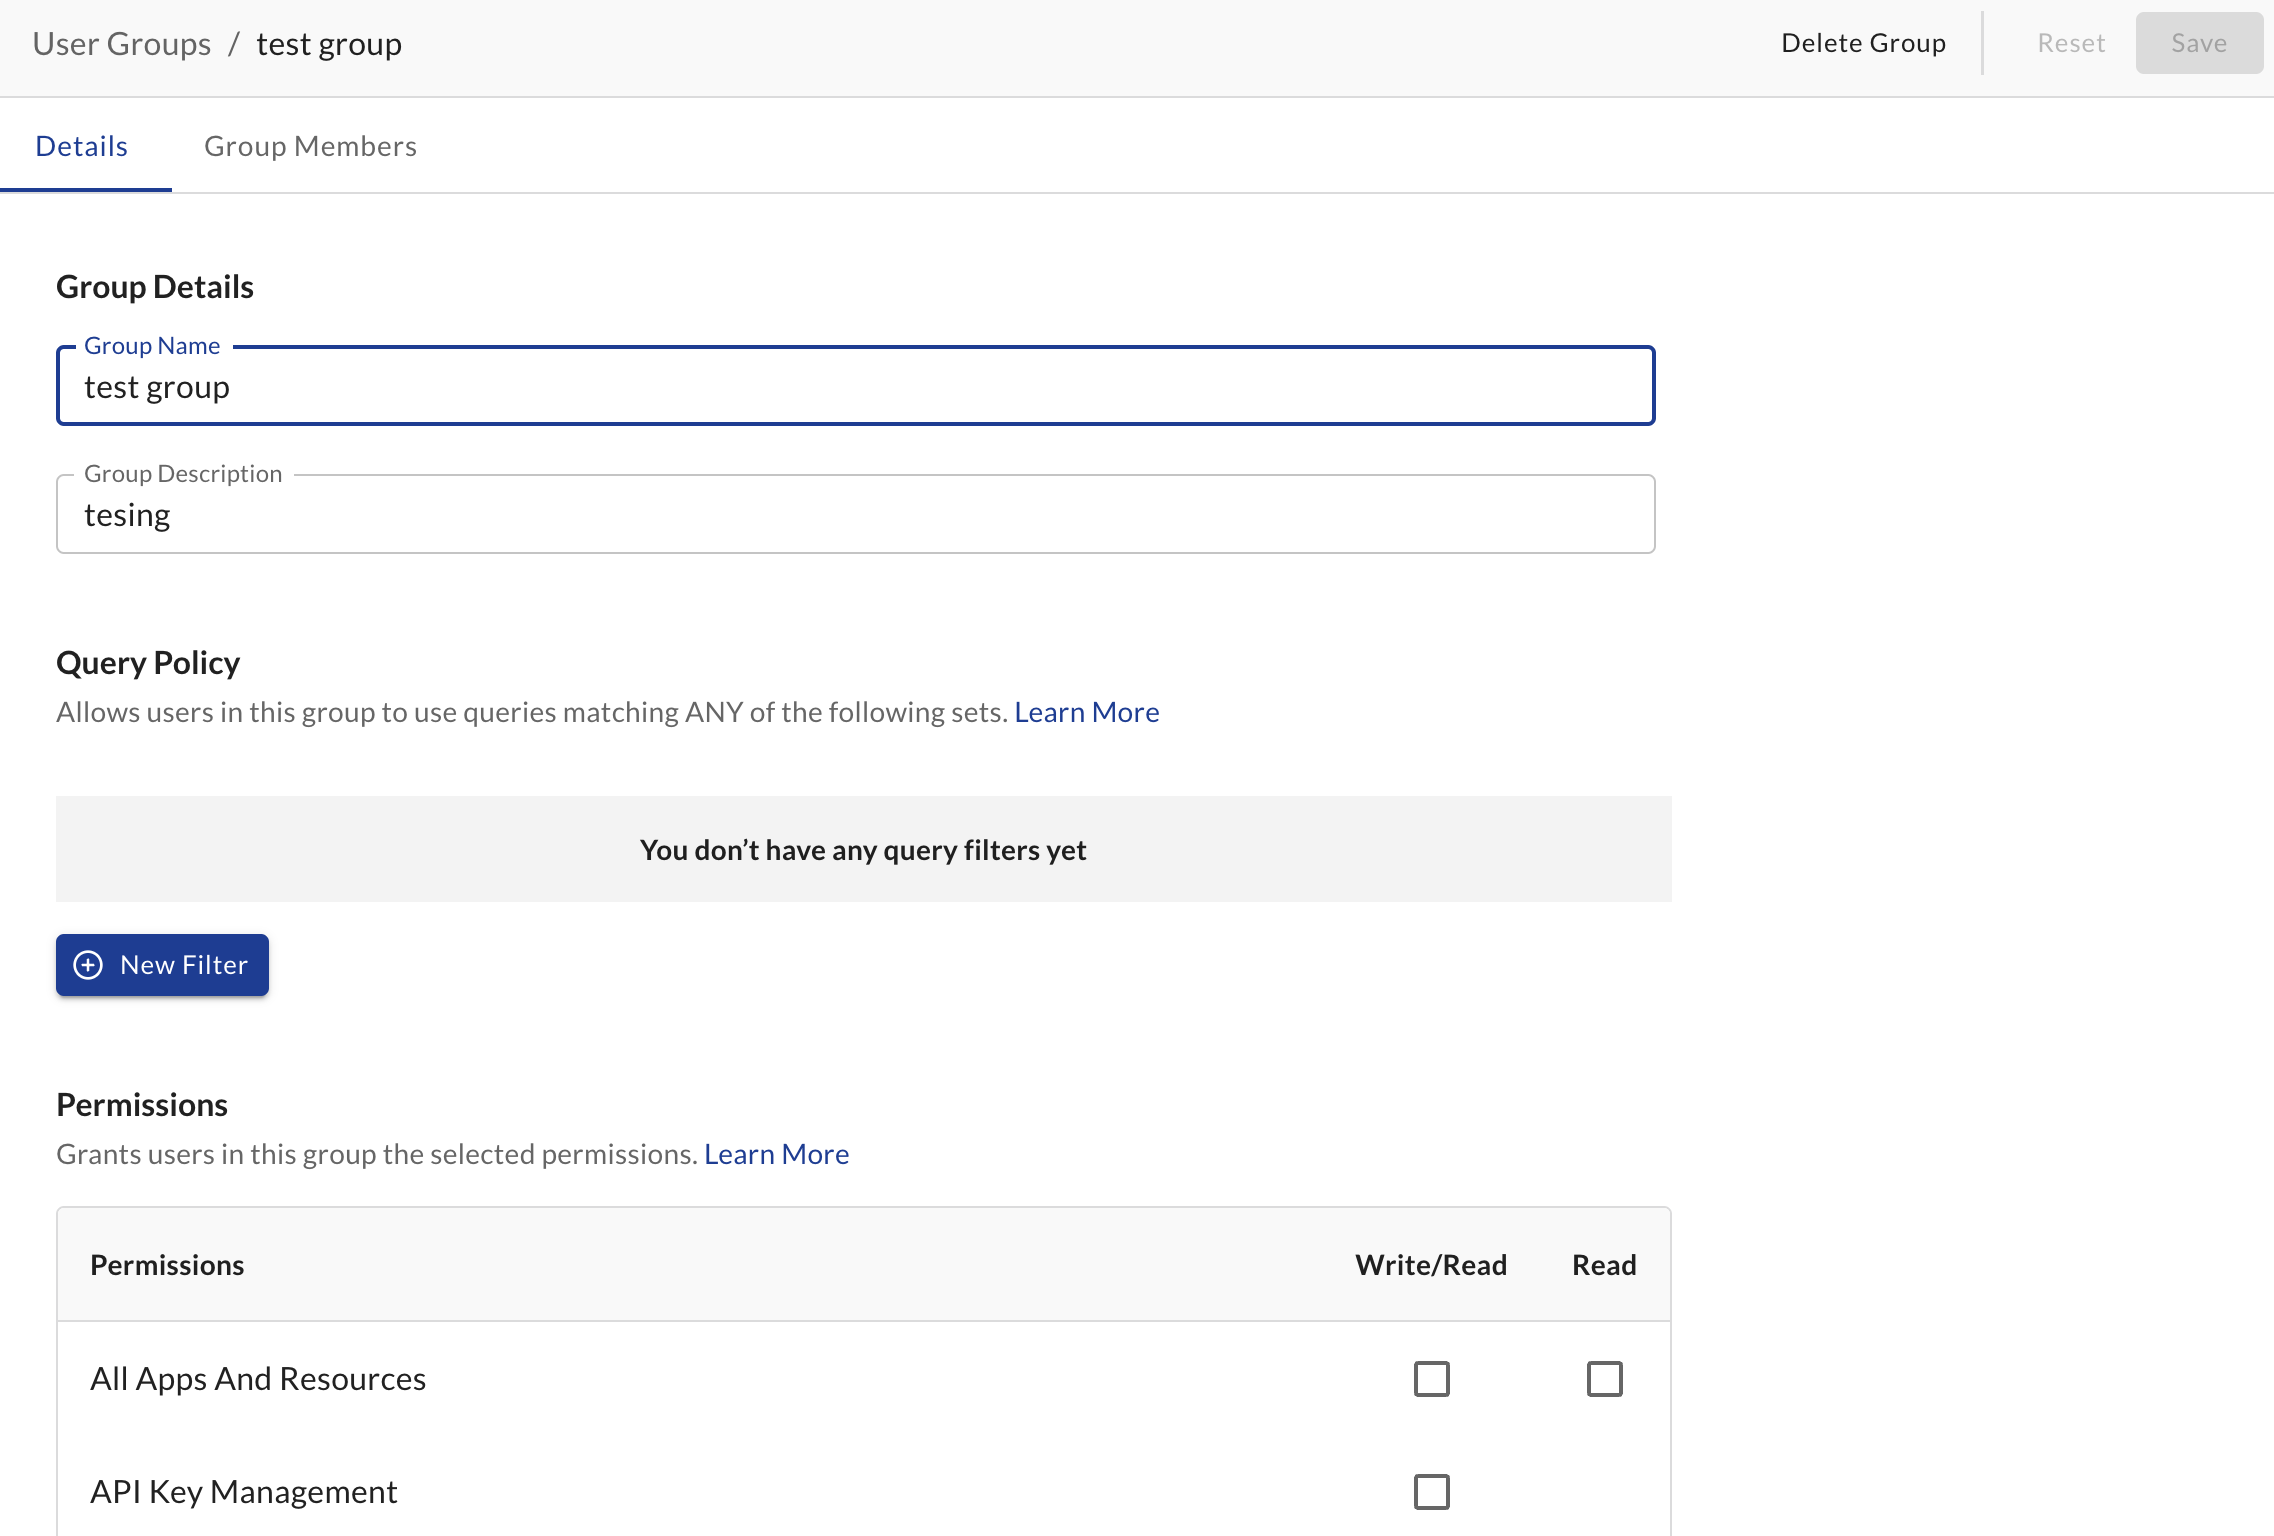 User Groups / test group
Delete Group
Reset
Save
Details
Group Members
Group Details
Group Name
test group
Group Description
tesing
Query Policy
Allows users in this group to use queries matching ANY of the following sets. Learn More
You don’t have any query filters yet
New Filter
Permissions
Grants users in this group the selected permissions. Learn More
Permissions Write/Read Read
All Apps And Resources
API Key Management